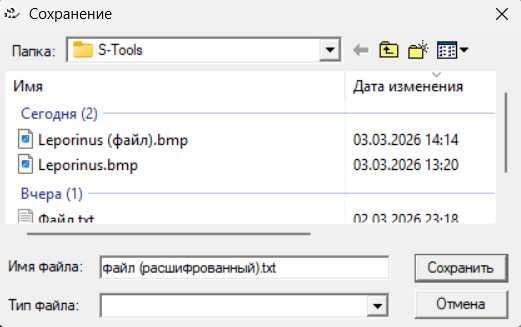 Сохранение
Папка: S-Tools
Имя Дата изменения
Сегодня (2)
Leporinus (файл).bmp 03.03.2026 14:14
Leporinus.bmp 03.03.2026 13:20
Вчера (1)
Файл.txt 02.03.2026 23:18
Имя файла: файл (расшифрованный).txt Сохранить
Тип файла: Отмена